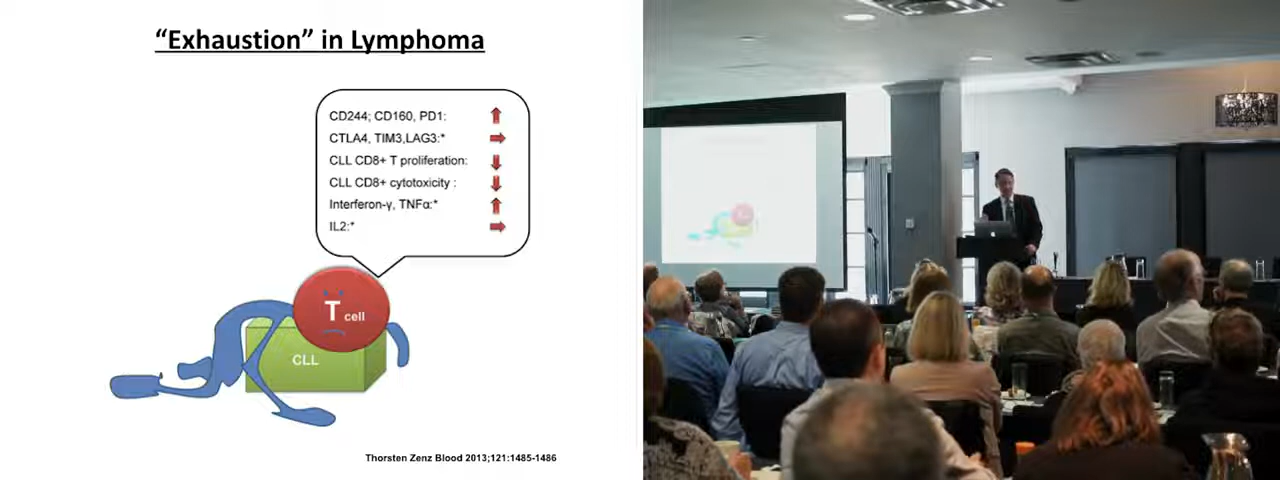 “Exhaustion” in Lymphoma
CD244; CD160, PD1:
CTLA4, TIM3,LAG3:*
CLL CD8+ T proliferation:
CLL CD8+ cytotoxicity :
Interferon-γ, TNFα:*
IL2:*
T cell
CLL
Thorsten Zenz Blood 2013;121:1485-1486